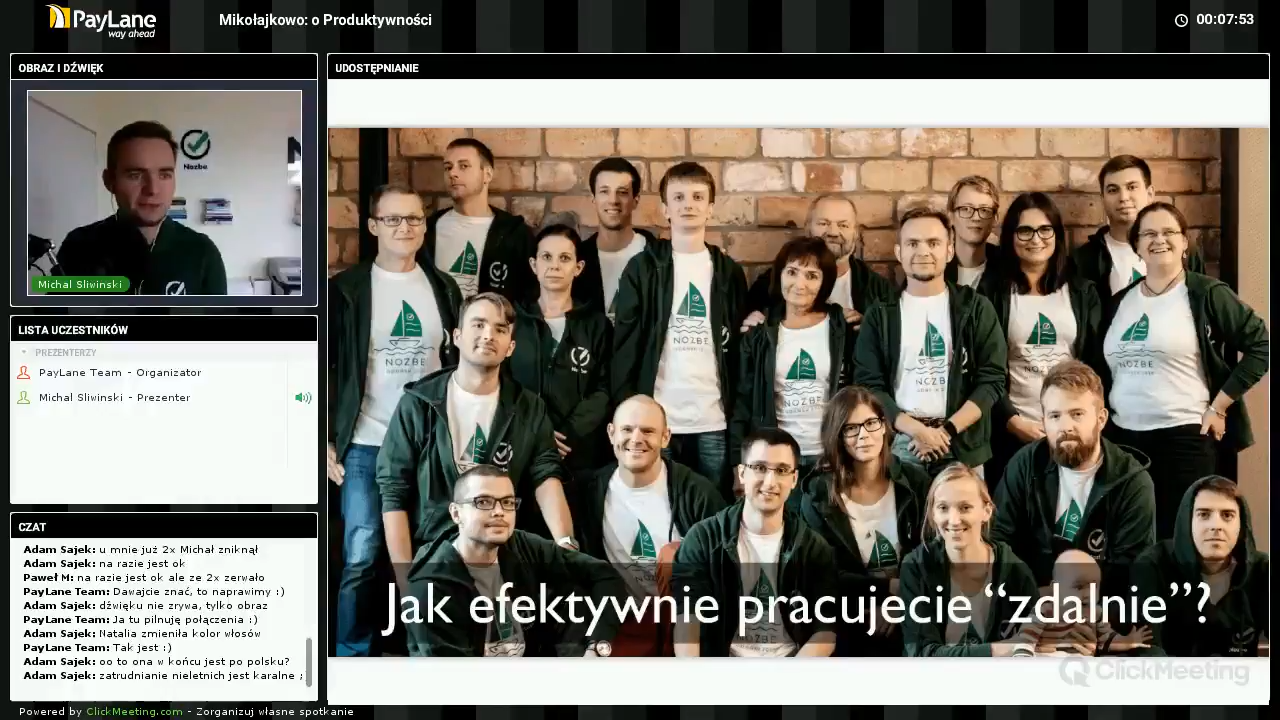 PayLane
way ahead
Mikołajkowo: o Produktywności
00:07:53
OBRAZ I DŹWIĘK
Nozbe
Michal Sliwinski
LISTA UCZESTNIKÓW
PREZENTERZY
PayLane Team - Organizator
Michal Sliwinski - Prezenter
CZAT
Adam Sajek: u mnie już 2x Michał zniknął
Adam Sajek: na razie jest ok
Paweł M: na razie jest ok ale ze 2x zerwało
PayLane Team: Dawajcie znać, to naprawimy :)
Adam Sajek: dźwięku nie zrywa, tylko obraz
PayLane Team: Ja tu pilnuję połączenia :)
Adam Sajek: Natalia zmieniła kolor włosów
PayLane Team: Tak jest :)
Adam Sajek: oo to ona w końcu jest po polsku?
Adam Sajek: zatrudnianie nieletnich jest karalne ;
Powered by ClickMeeting.com - Zorganizuj własne spotkanie
UDOSTĘPNIANIE
NOZBE
NOZBE
NOZBE
NOZBE
NOZBE
NOZBE
Jak efektywnie pracujecie “zdalnie”?
ClickMeeting